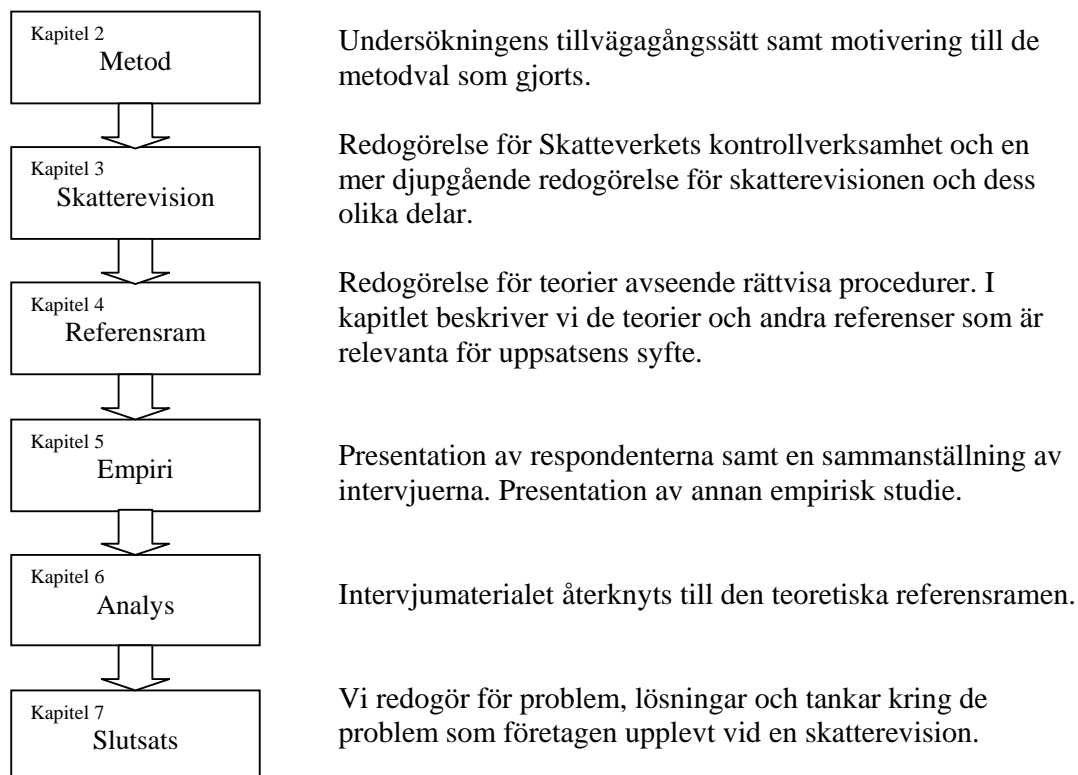 Kapitel 2
Metod
Undersökningens tillvägagångssätt samt motivering till de
metodval som gjorts.
Kapitel 3
Skatterevision
Redogörelse för Skatteverkets kontrollverksamhet och en
mer djupgående redogörelse för skatterevisionen och dess
olika delar.
Kapitel 4
Referensram
Redogörelse för teorier avseende rättvisa procedurer. I
kapitlet beskriver vi de teorier och andra referenser som är
relevanta för uppsatsens syfte.
Kapitel 5
Empiri
Presentation av respondenterna samt en sammanställning av
intervjuerna. Presentation av annan empirisk studie.
Kapitel 6
Analys
Intervjumaterialet återknyts till den teoretiska referensramen.
Kapitel 7
Slutsats
Vi redogör för problem, lösningar och tankar kring de
problem som företagen upplevt vid en skatterevision.